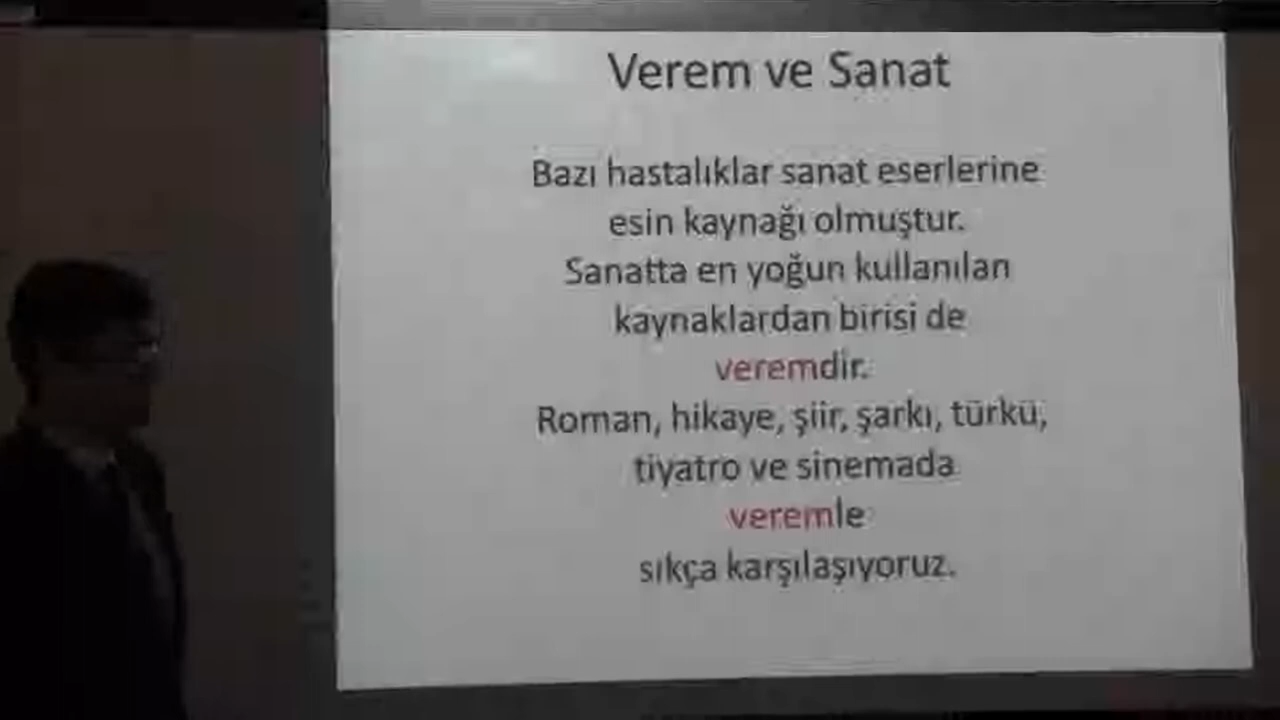 Verem ve Sanat
Bazı hastalıklar sanat eserlerine
esin kaynağı olmuştur.
Sanatta en yoğun kullanılan
kaynaklardan birisi de
veremdir.
Roman, hikaye, şiir, şarkı, türkü,
tiyatro ve sinemada
veremle
sıkça karşılaşıyoruz.